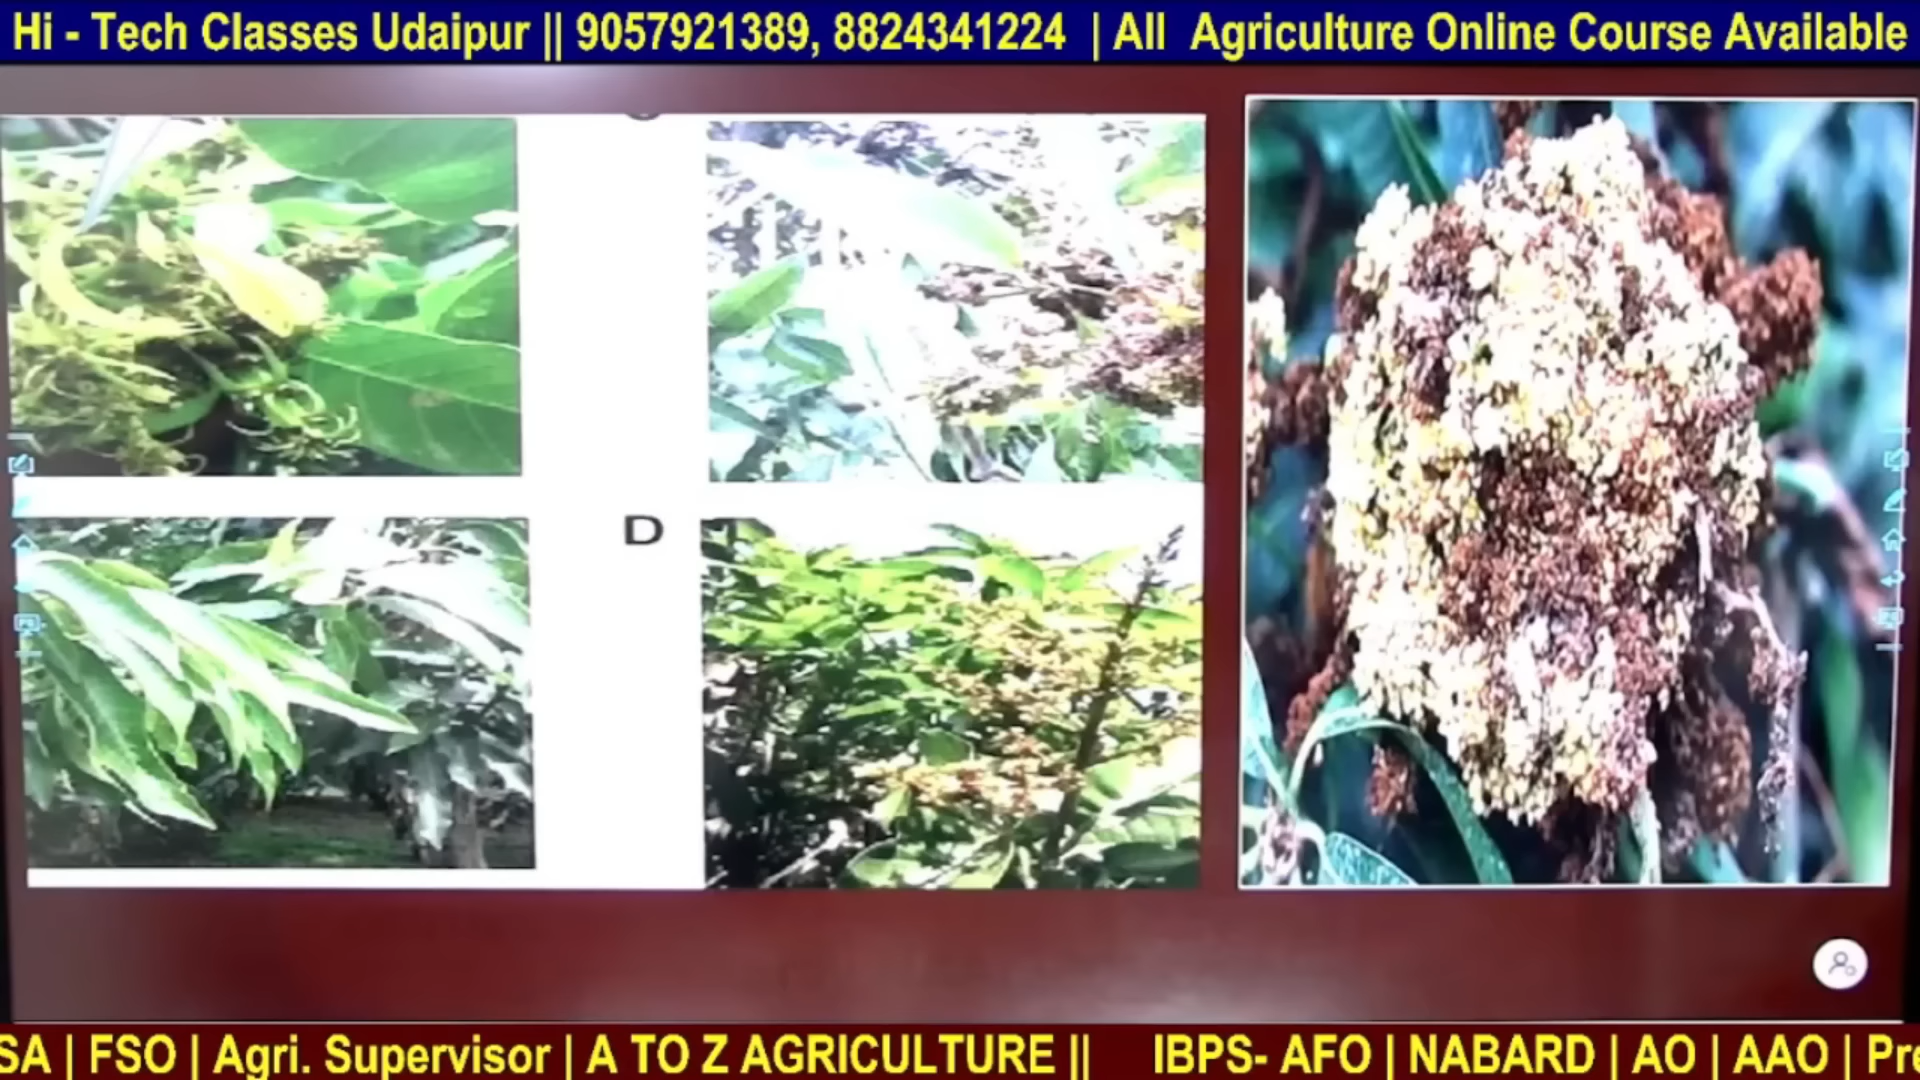 Hi - Tech Classes Udaipur || 9057921389, 8824341224 | All Agriculture Online Course Available
D
SA | FSO | Agri. Supervisor | A TO Z AGRICULTURE || IBPS- AFO | NABARD | AO | AAO | Pre